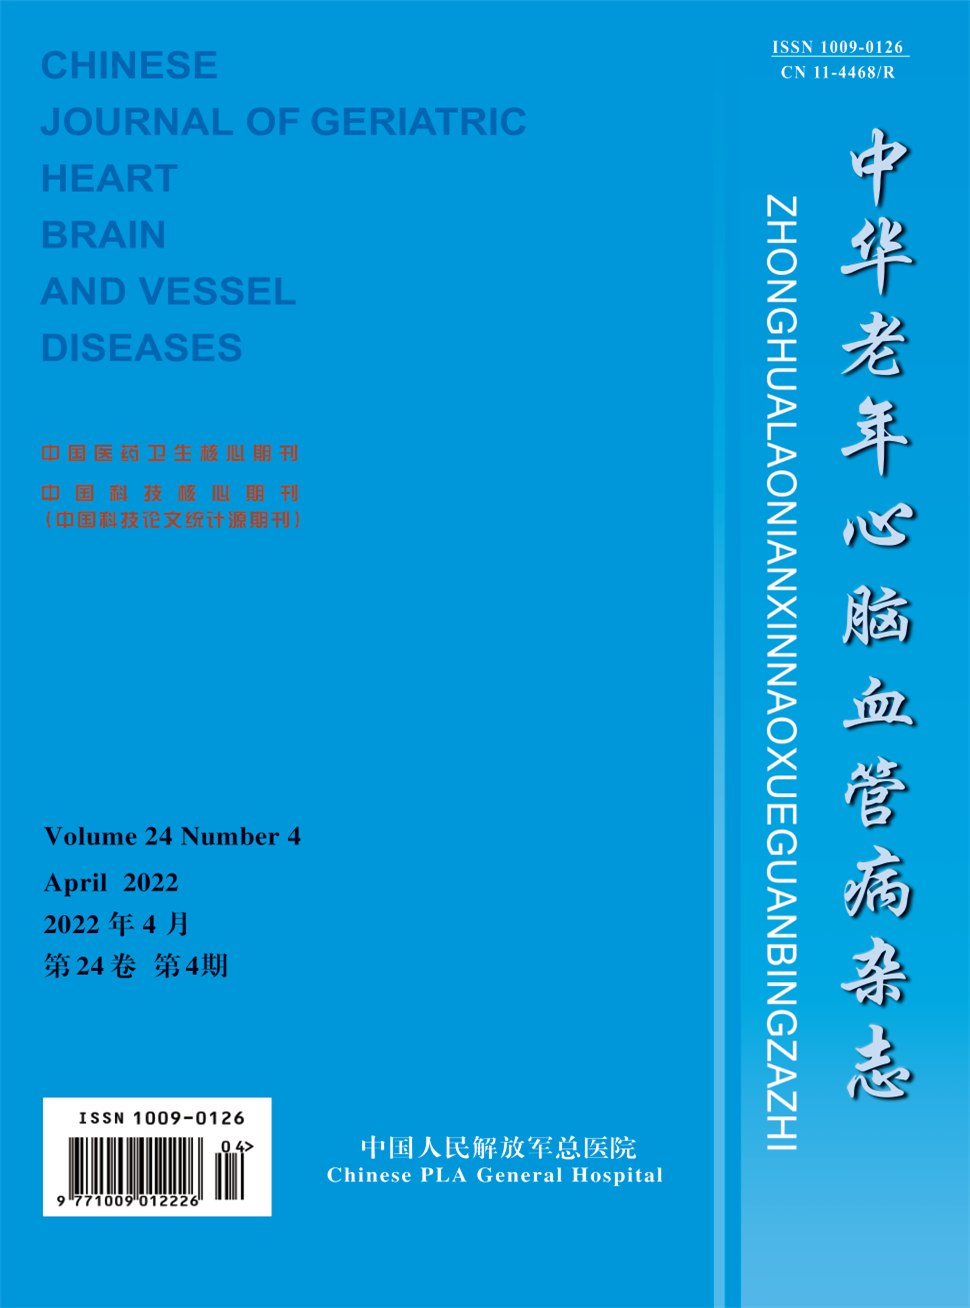 CHINESE
JOURNAL OF GERIATRIC
HEART
BRAIN
AND VESSEL
DISEASES
ISSN 1009-0126
CN 11-4468/R
中华老年心脑血管病杂志
ZHONGHUALAONIANXINNAOXUEGUANBINGZAZHI
中国医药卫生核心期刊
中国科技核心期刊
(中国科技论文统计源期刊)
Volume 24 Number 4
April 2022
2022 年 4 月
第 24 卷 第 4期
ISSN 1009-0126
04>
9 771009 012226
中国人民解放军总医院
Chinese PLA General Hospital